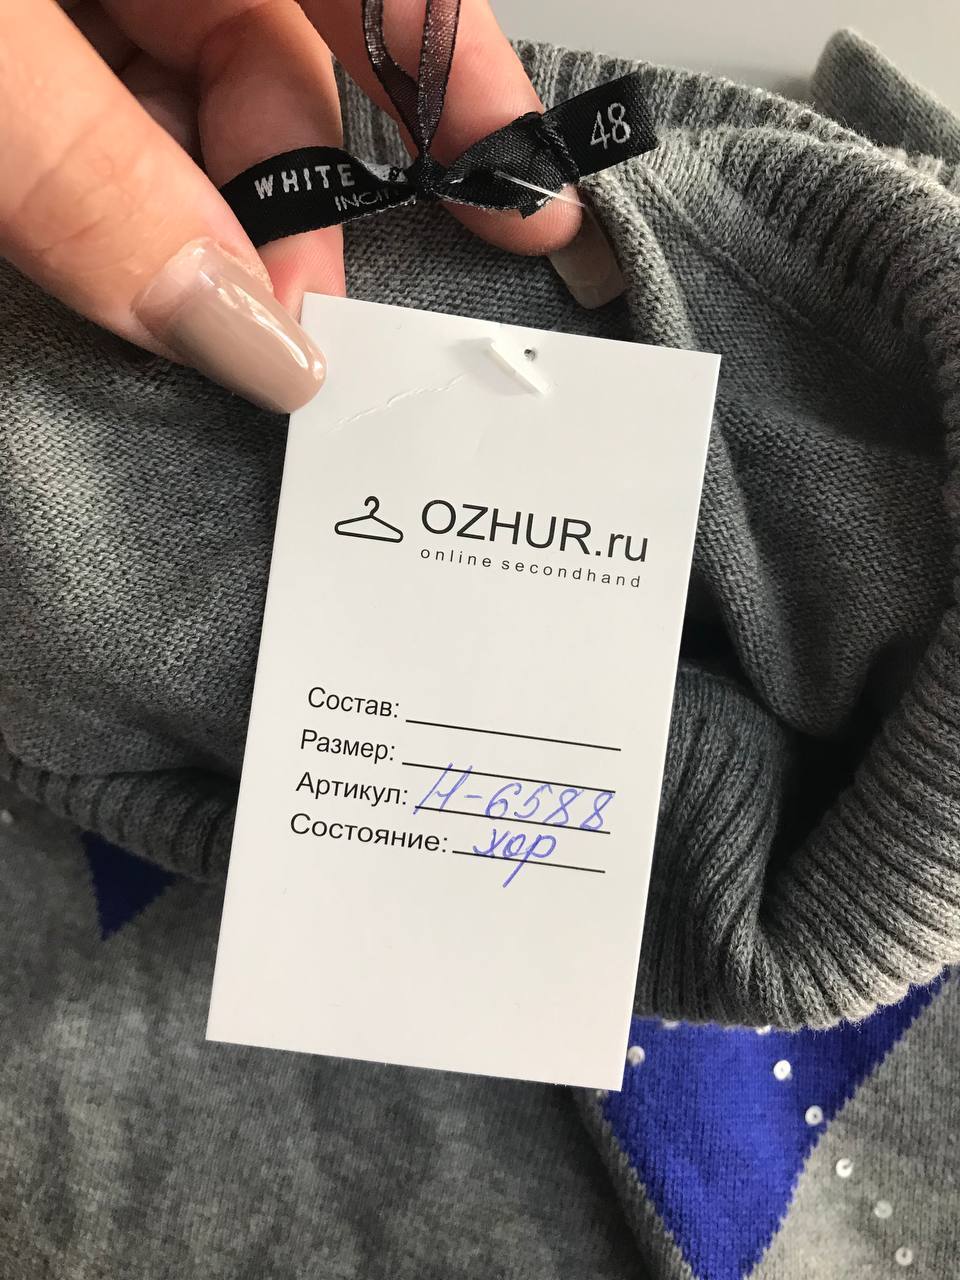 WHITE
48
OZHUR.ru
online secondhand
Состав:
Размер:
Артикул: Н-6588
Состояние: хор